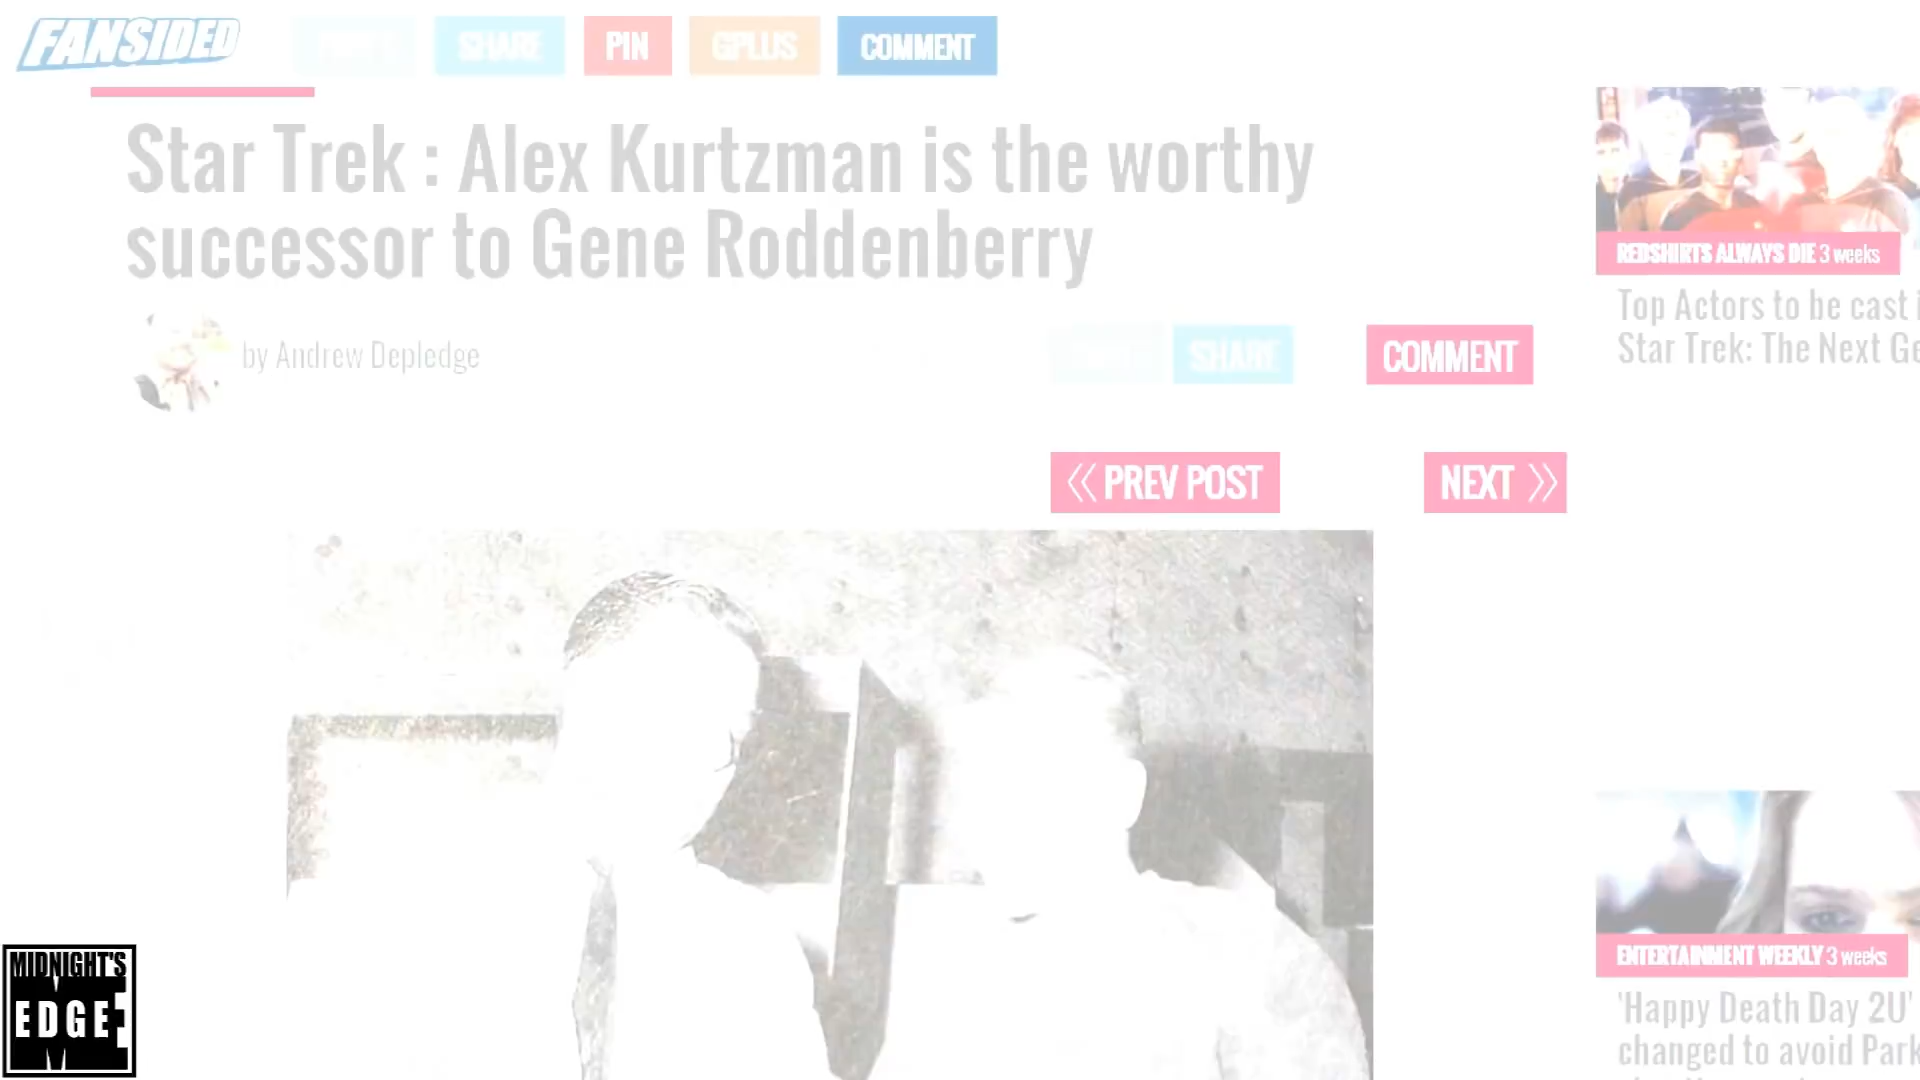 FANSIDED
SHARE
PIN
GPLUS
COMMENT
Star Trek : Alex Kurtzman is the worthy
successor to Gene Roddenberry
by Andrew Depledge
SHARE
COMMENT
PREV POST
NEXT
REDSHIRTS ALWAYS DIE 3 weeks
Top Actors to be cast i
Star Trek: The Next Ge
ENTERTAINMENT WEEKLY 3 weeks
'Happy Death Day 2U'
changed to avoid Park
MIDNIGHT'S
EDGE